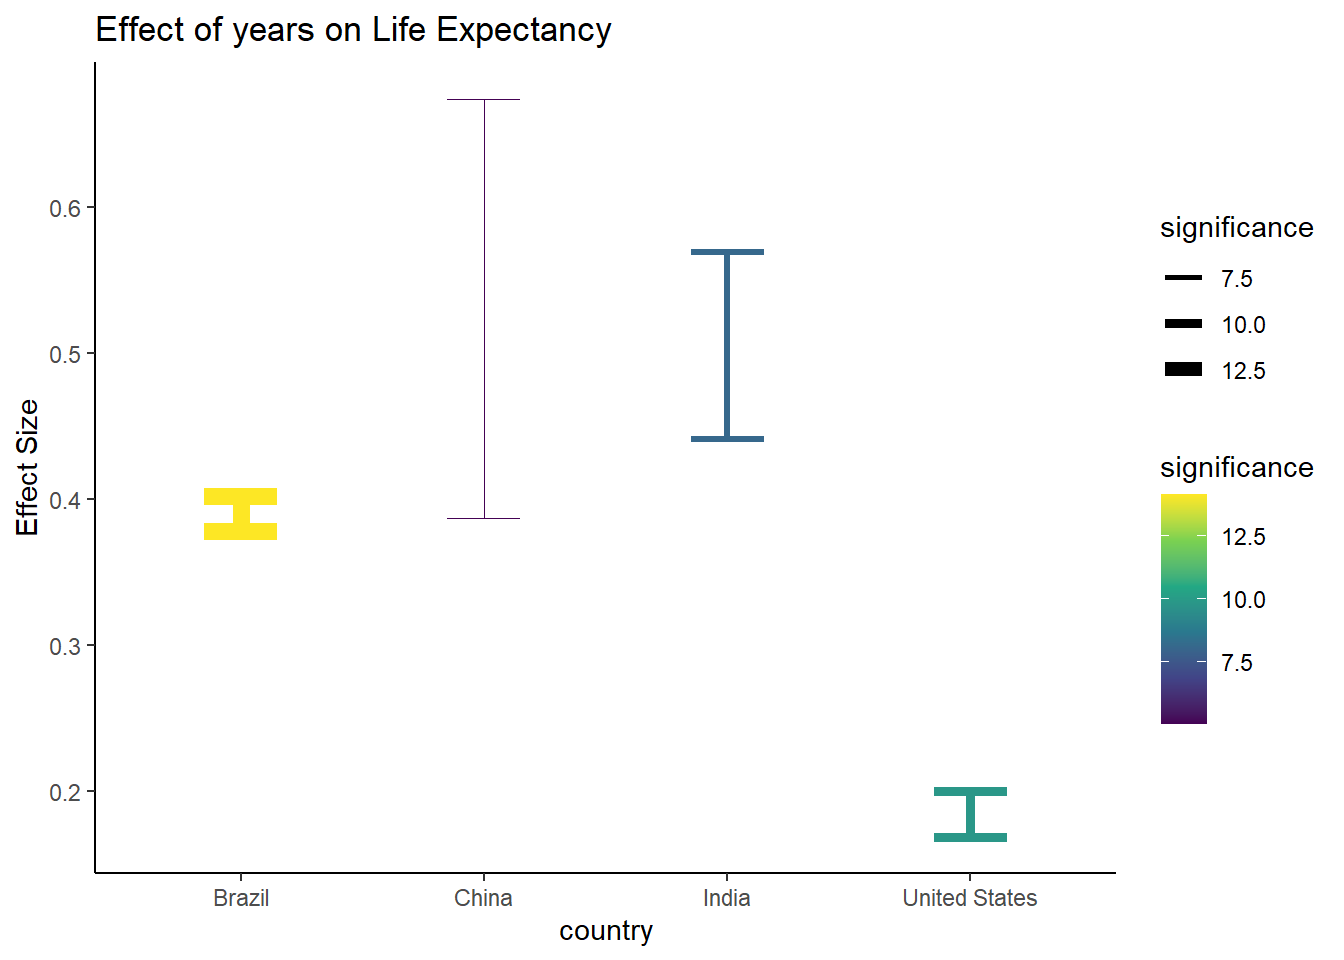 Effect of years on Life Expectancy
Effect Size
0.6
0.5
0.4
0.3
0.2
Brazil
China
India
United States
country
significance
7.5
10.0
12.5
significance
12.5
10.0
7.5